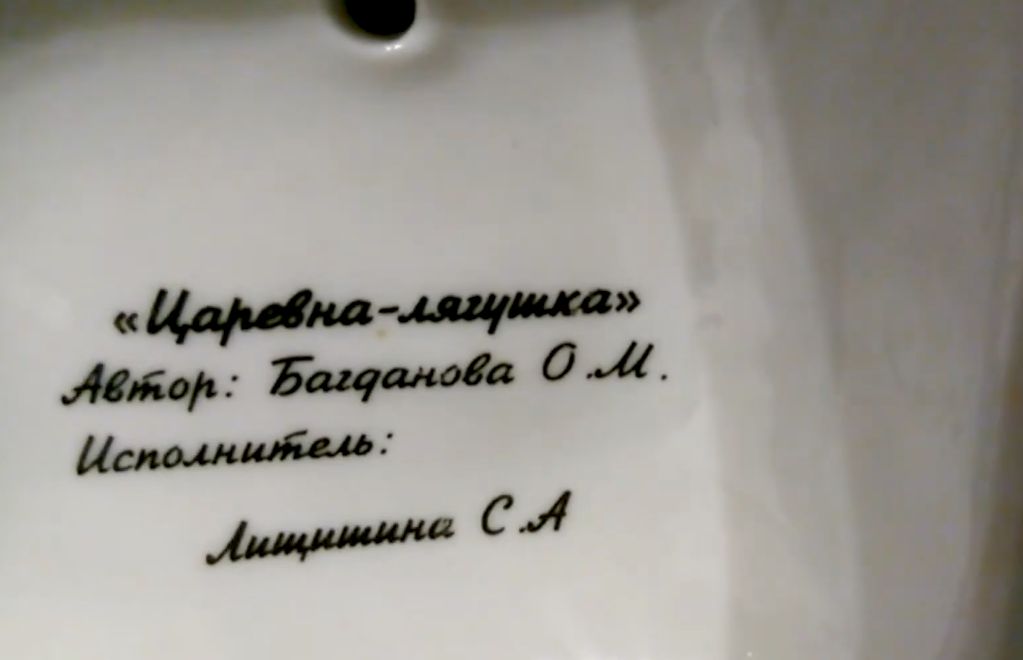 «Царевна-лягушка»
Автор: Багданова О.М.
Исполнитель:
Лищишина С.А